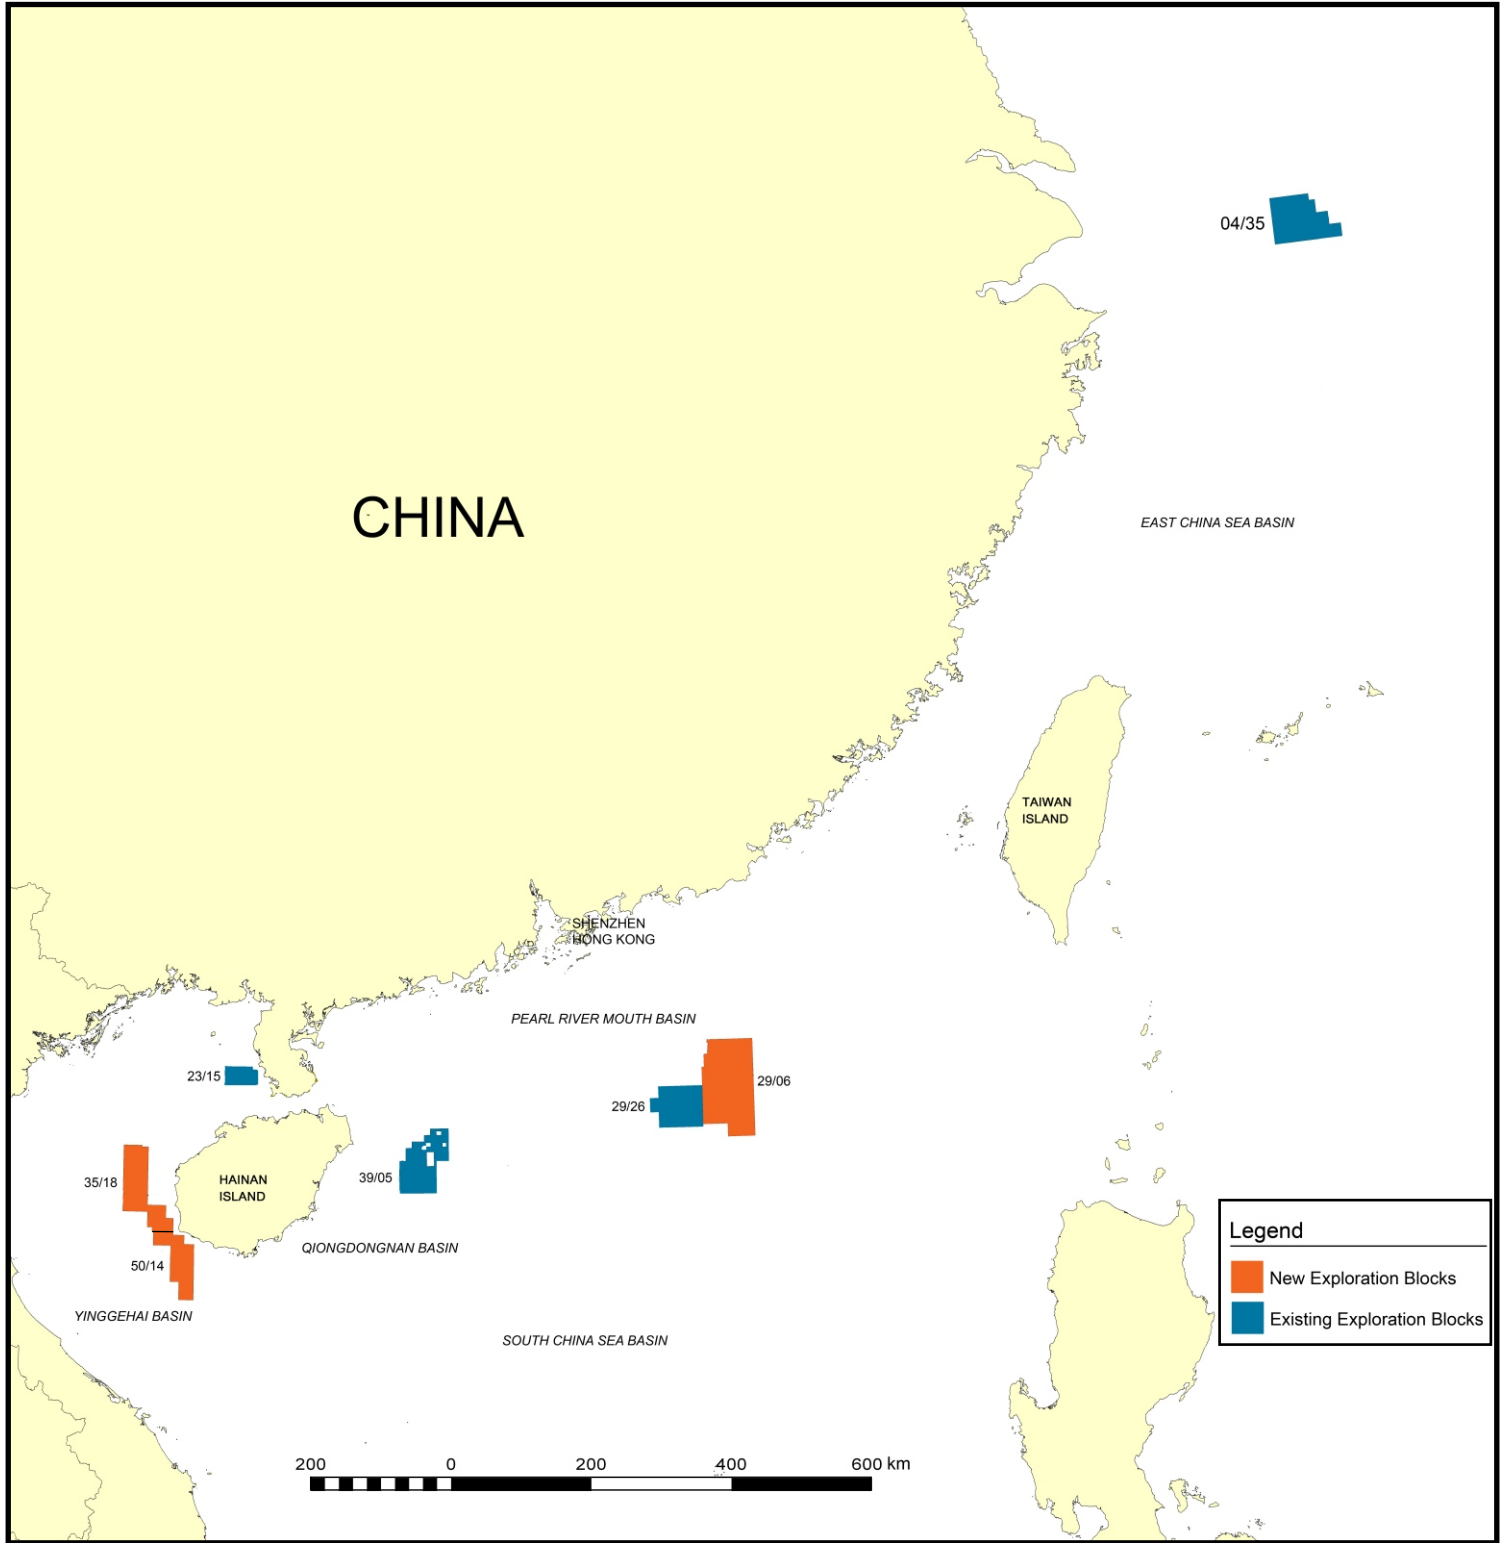 04/35
CHINA
EAST CHINA SEA BASIN
TAIWAN
ISLAND
SHENZHEN
HONG KONG
PEARL RIVER MOUTH BASIN
23/15
29/06
29/26
39/05
35/18
HAINAN
ISLAND
QIONGDONGNAN BASIN
50/14
YINGGEHAI BASIN
SOUTH CHINA SEA BASIN
Legend
New Exploration Blocks
Existing Exploration Blocks
200 0 200 400 600 km